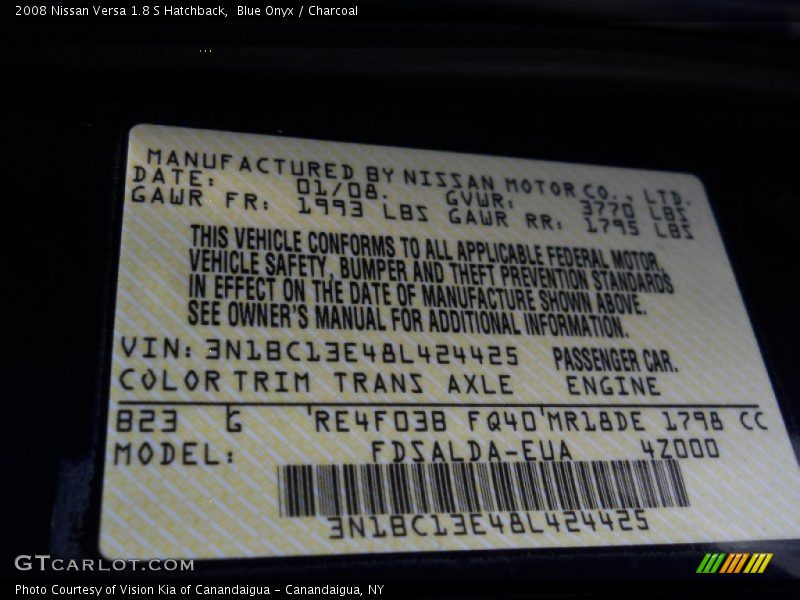 2008 Nissan Versa 1.8 S Hatchback,  Blue Onyx / Charcoal
MANUFACTURED BY NISSAN MOTOR CO., LTD.
DATE: 01/08. GVWR: 3770 LBS
GAWR FR: 1993 LBS GAWR RR: 1795 LBS
THIS VEHICLE CONFORMS TO ALL APPLICABLE FEDERAL MOTOR,
VEHICLE SAFETY, BUMPER AND THEFT PREVENTION STANDARDS
IN EFFECT ON THE DATE OF MANUFACTURE SHOWN ABOVE.
SEE OWNER'S MANUAL FOR ADDITIONAL INFORMATION.
VIN: 3N1BC13E48L424425 PASSENGER CAR.
COLOR TRIM TRANS AXLE ENGINE
B23 G 'RE4F03B FQ40'MR18DE 1798 CC
MODEL: FDSALDA-EUA 4Z000
3N1BC13E48L424425
GTCARLOT.COM
Photo Courtesy of Vision Kia of Canandaigua - Canandaigua, NY